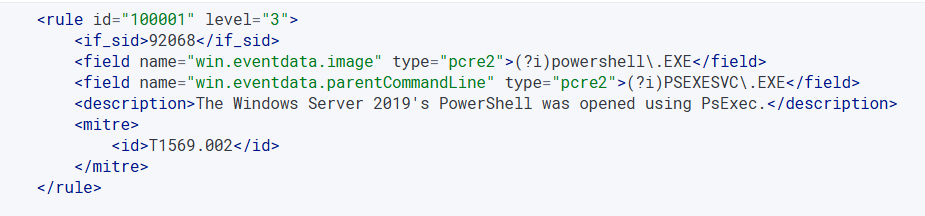 <rule id="100001" level="3">
<if_sid>92068</if_sid>
<field name="win.eventdata.image" type="pcre2">(?i)powershell\.EXE</field>
<field name="win.eventdata.parentCommandLine" type="pcre2">(?i)PSEXESVC\.EXE</field>
<description>The Windows Server 2019's PowerShell was opened using PsExec.</description>
<mitre>
<id>T1569.002</id>
</mitre>
</rule>